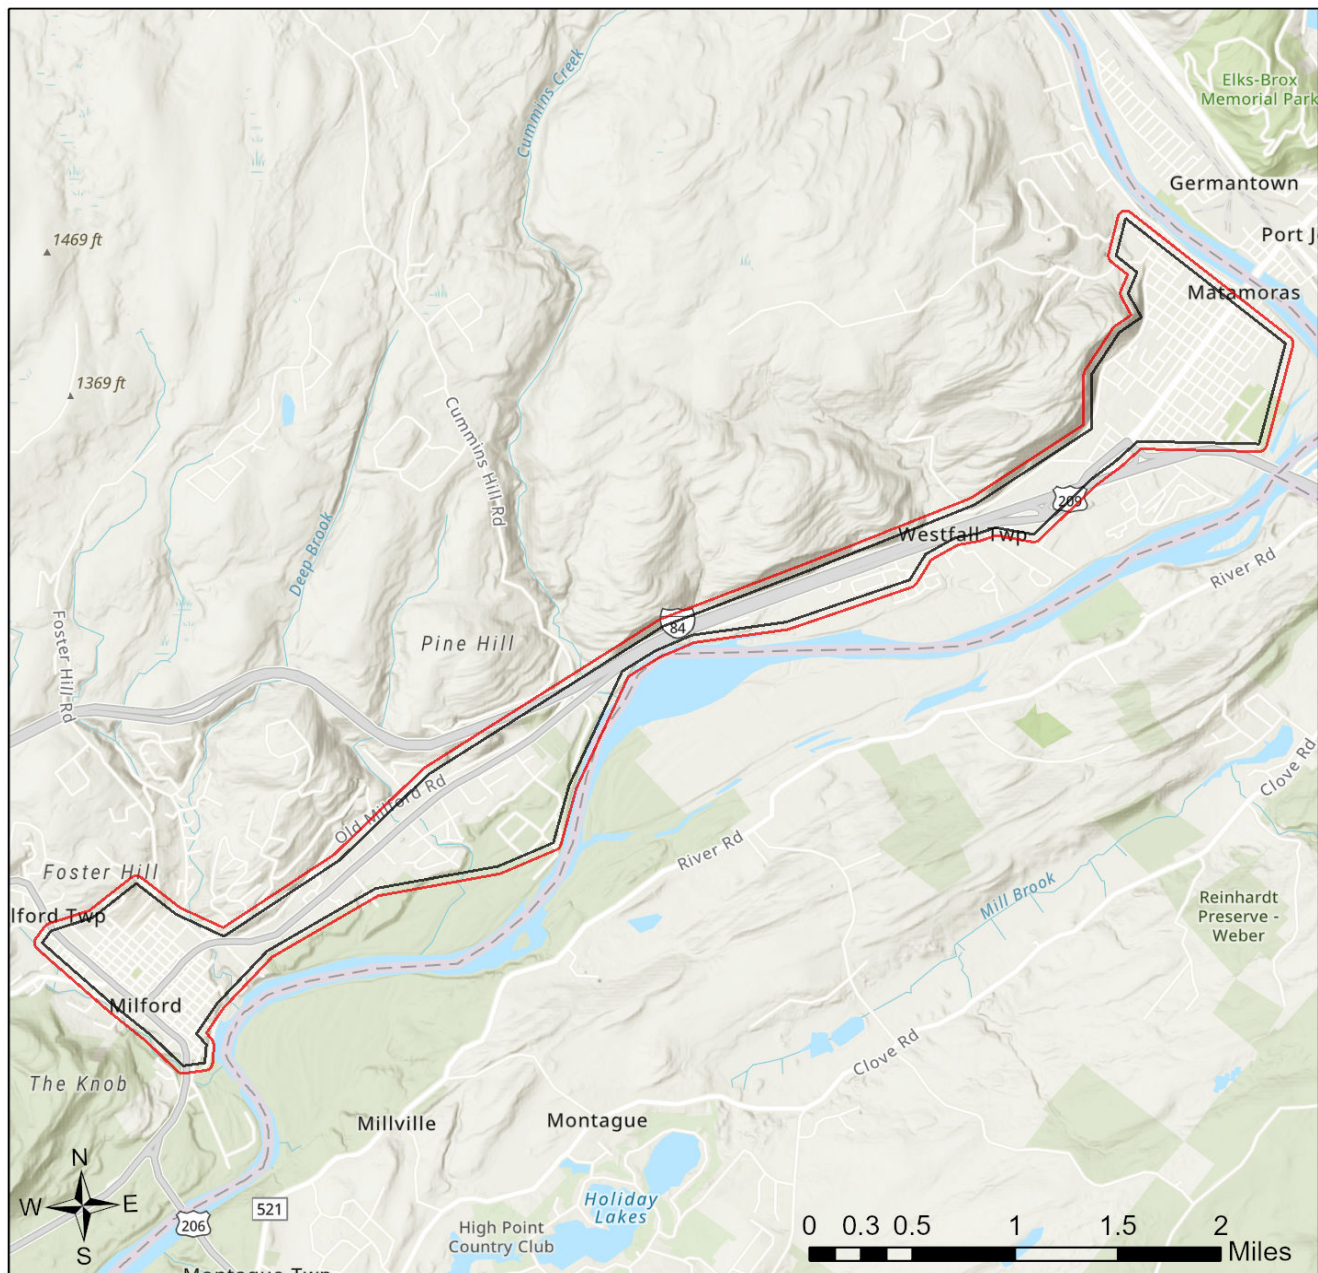 Cummins Creek
Elks-Brox
Memorial Park
Germantown
1469 ft
Port J
Matamoras
1369 ft
Cummins Hill Rd
209
Deep Brook
Westfall Twp
River Rd
Foster Hill Rd
84
Pine Hill
Clove Rd
Old Milford Rd
River Rd
Foster Hill
Mill Brook
Reinhardt
Preserve -
Weber
lford Twp
Milford
Clove Rd
The Knob
Millville
Montague
N
W E
S
521
206
Holiday
Lakes
High Point
Country Club
0 0.3 0.5 1 1.5 2
Miles
Montague Twp